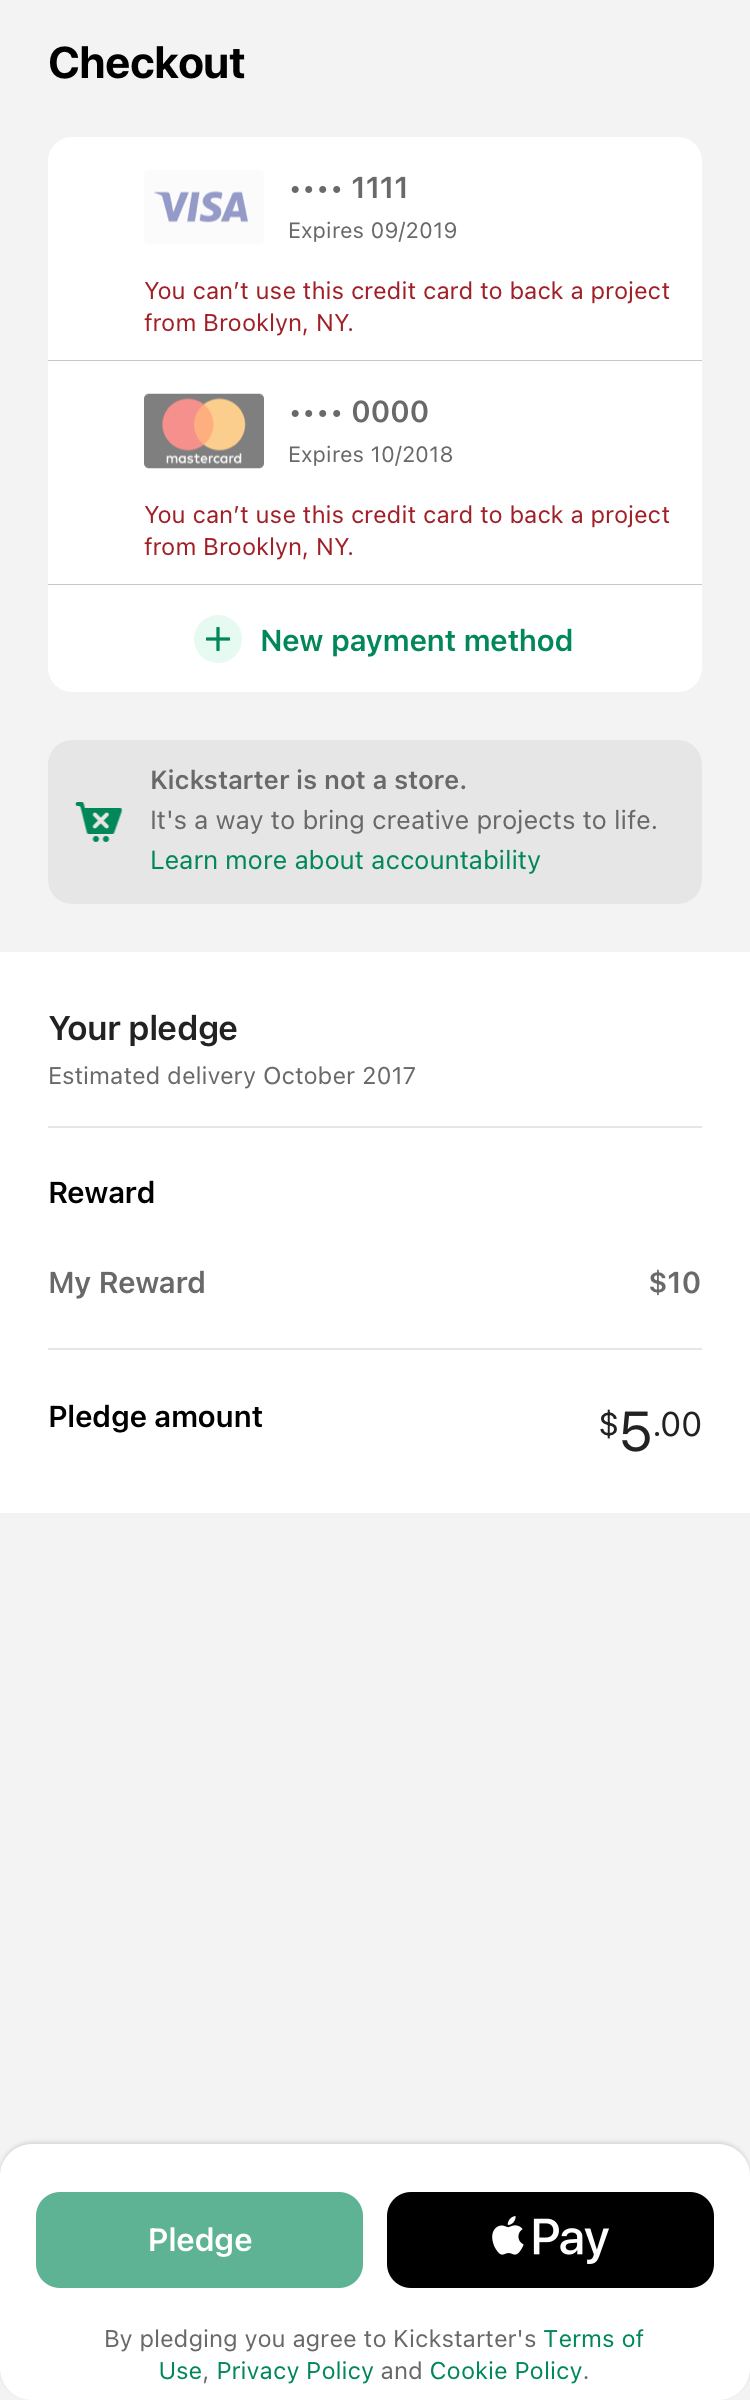 Checkout
VISA
•••• 1111
Expires 09/2019
You can’t use this credit card to back a project
from Brooklyn, NY.
mastercard
•••• 0000
Expires 10/2018
You can’t use this credit card to back a project
from Brooklyn, NY.
+ New payment method
Kickstarter is not a store.
It's a way to bring creative projects to life.
Learn more about accountability
Your pledge
Estimated delivery October 2017
Reward
My Reward $10
Pledge amount $5.00
Pledge
Pay
By pledging you agree to Kickstarter's Terms of
Use, Privacy Policy and Cookie Policy.